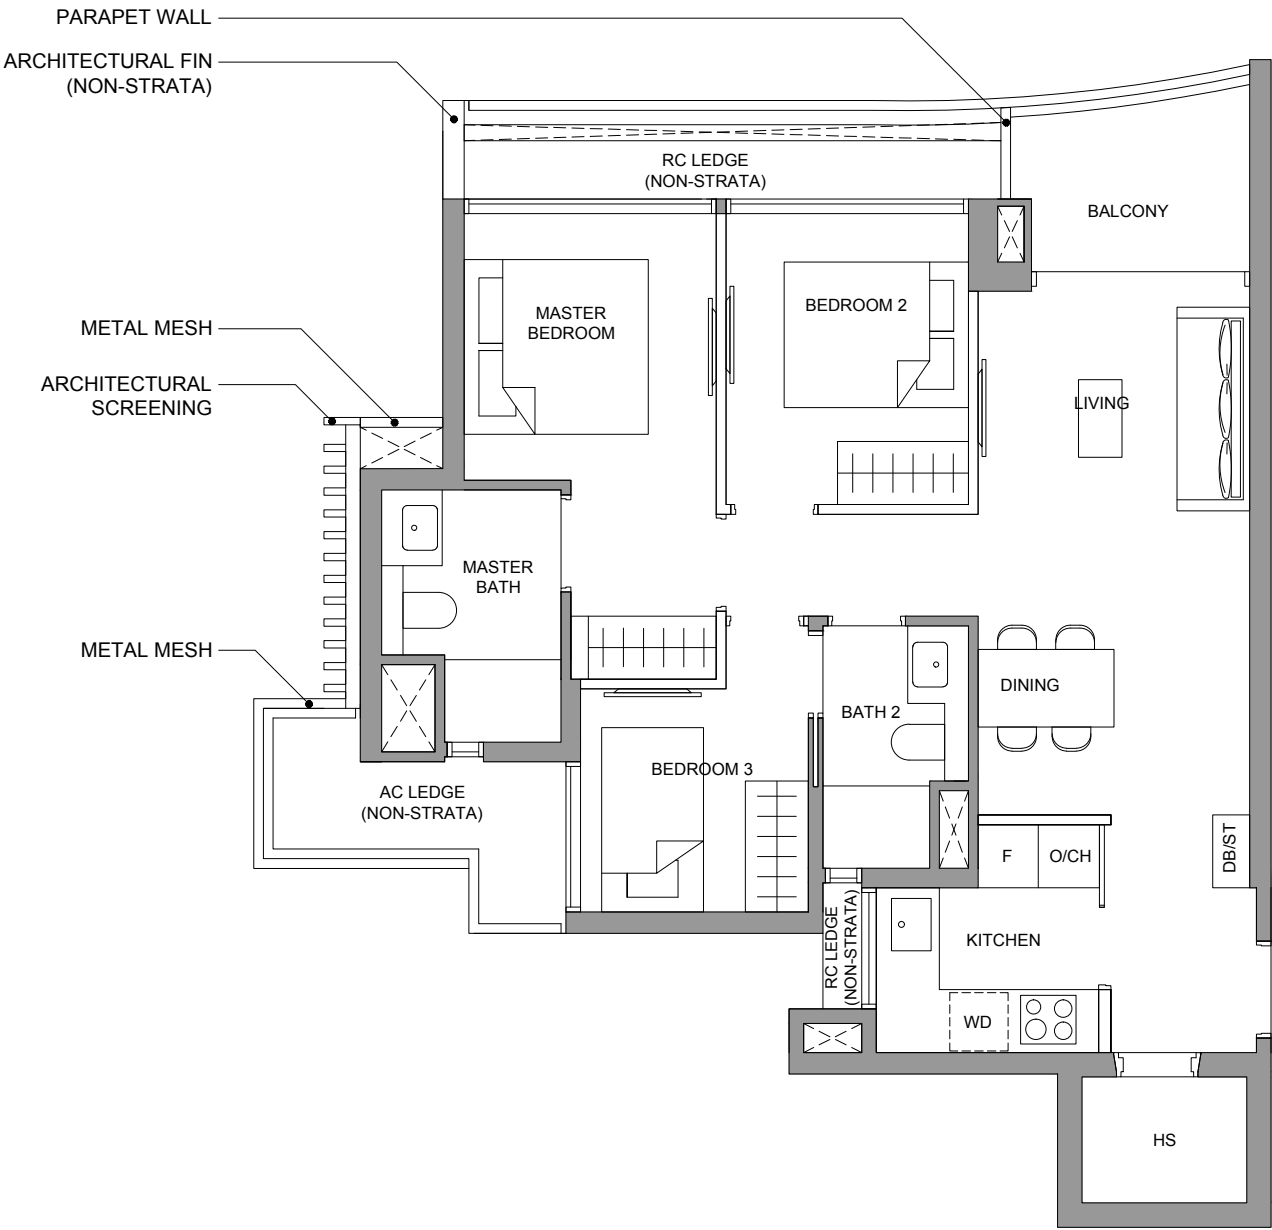 PARAPET WALL
ARCHITECTURAL FIN
(NON-STRATA)
RC LEDGE
(NON-STRATA)
BALCONY
MASTER
BEDROOM
BEDROOM 2
METAL MESH
ARCHITECTURAL
SCREENING
LIVING
MASTER
BATH
METAL MESH
DINING
BATH 2
BEDROOM 3
AC LEDGE
(NON-STRATA)
F
O/CH
DB/ST
RC LEDGE
(NON-STRATA)
KITCHEN
WD
HS